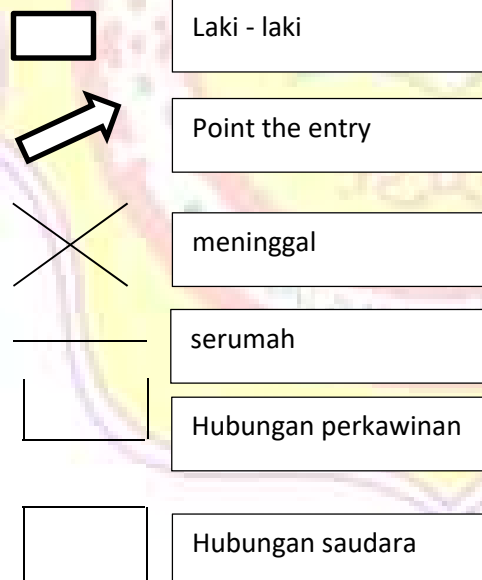 Laki - laki
Point the entry
meninggal
serumah
Hubungan perkawinan
Hubungan saudara